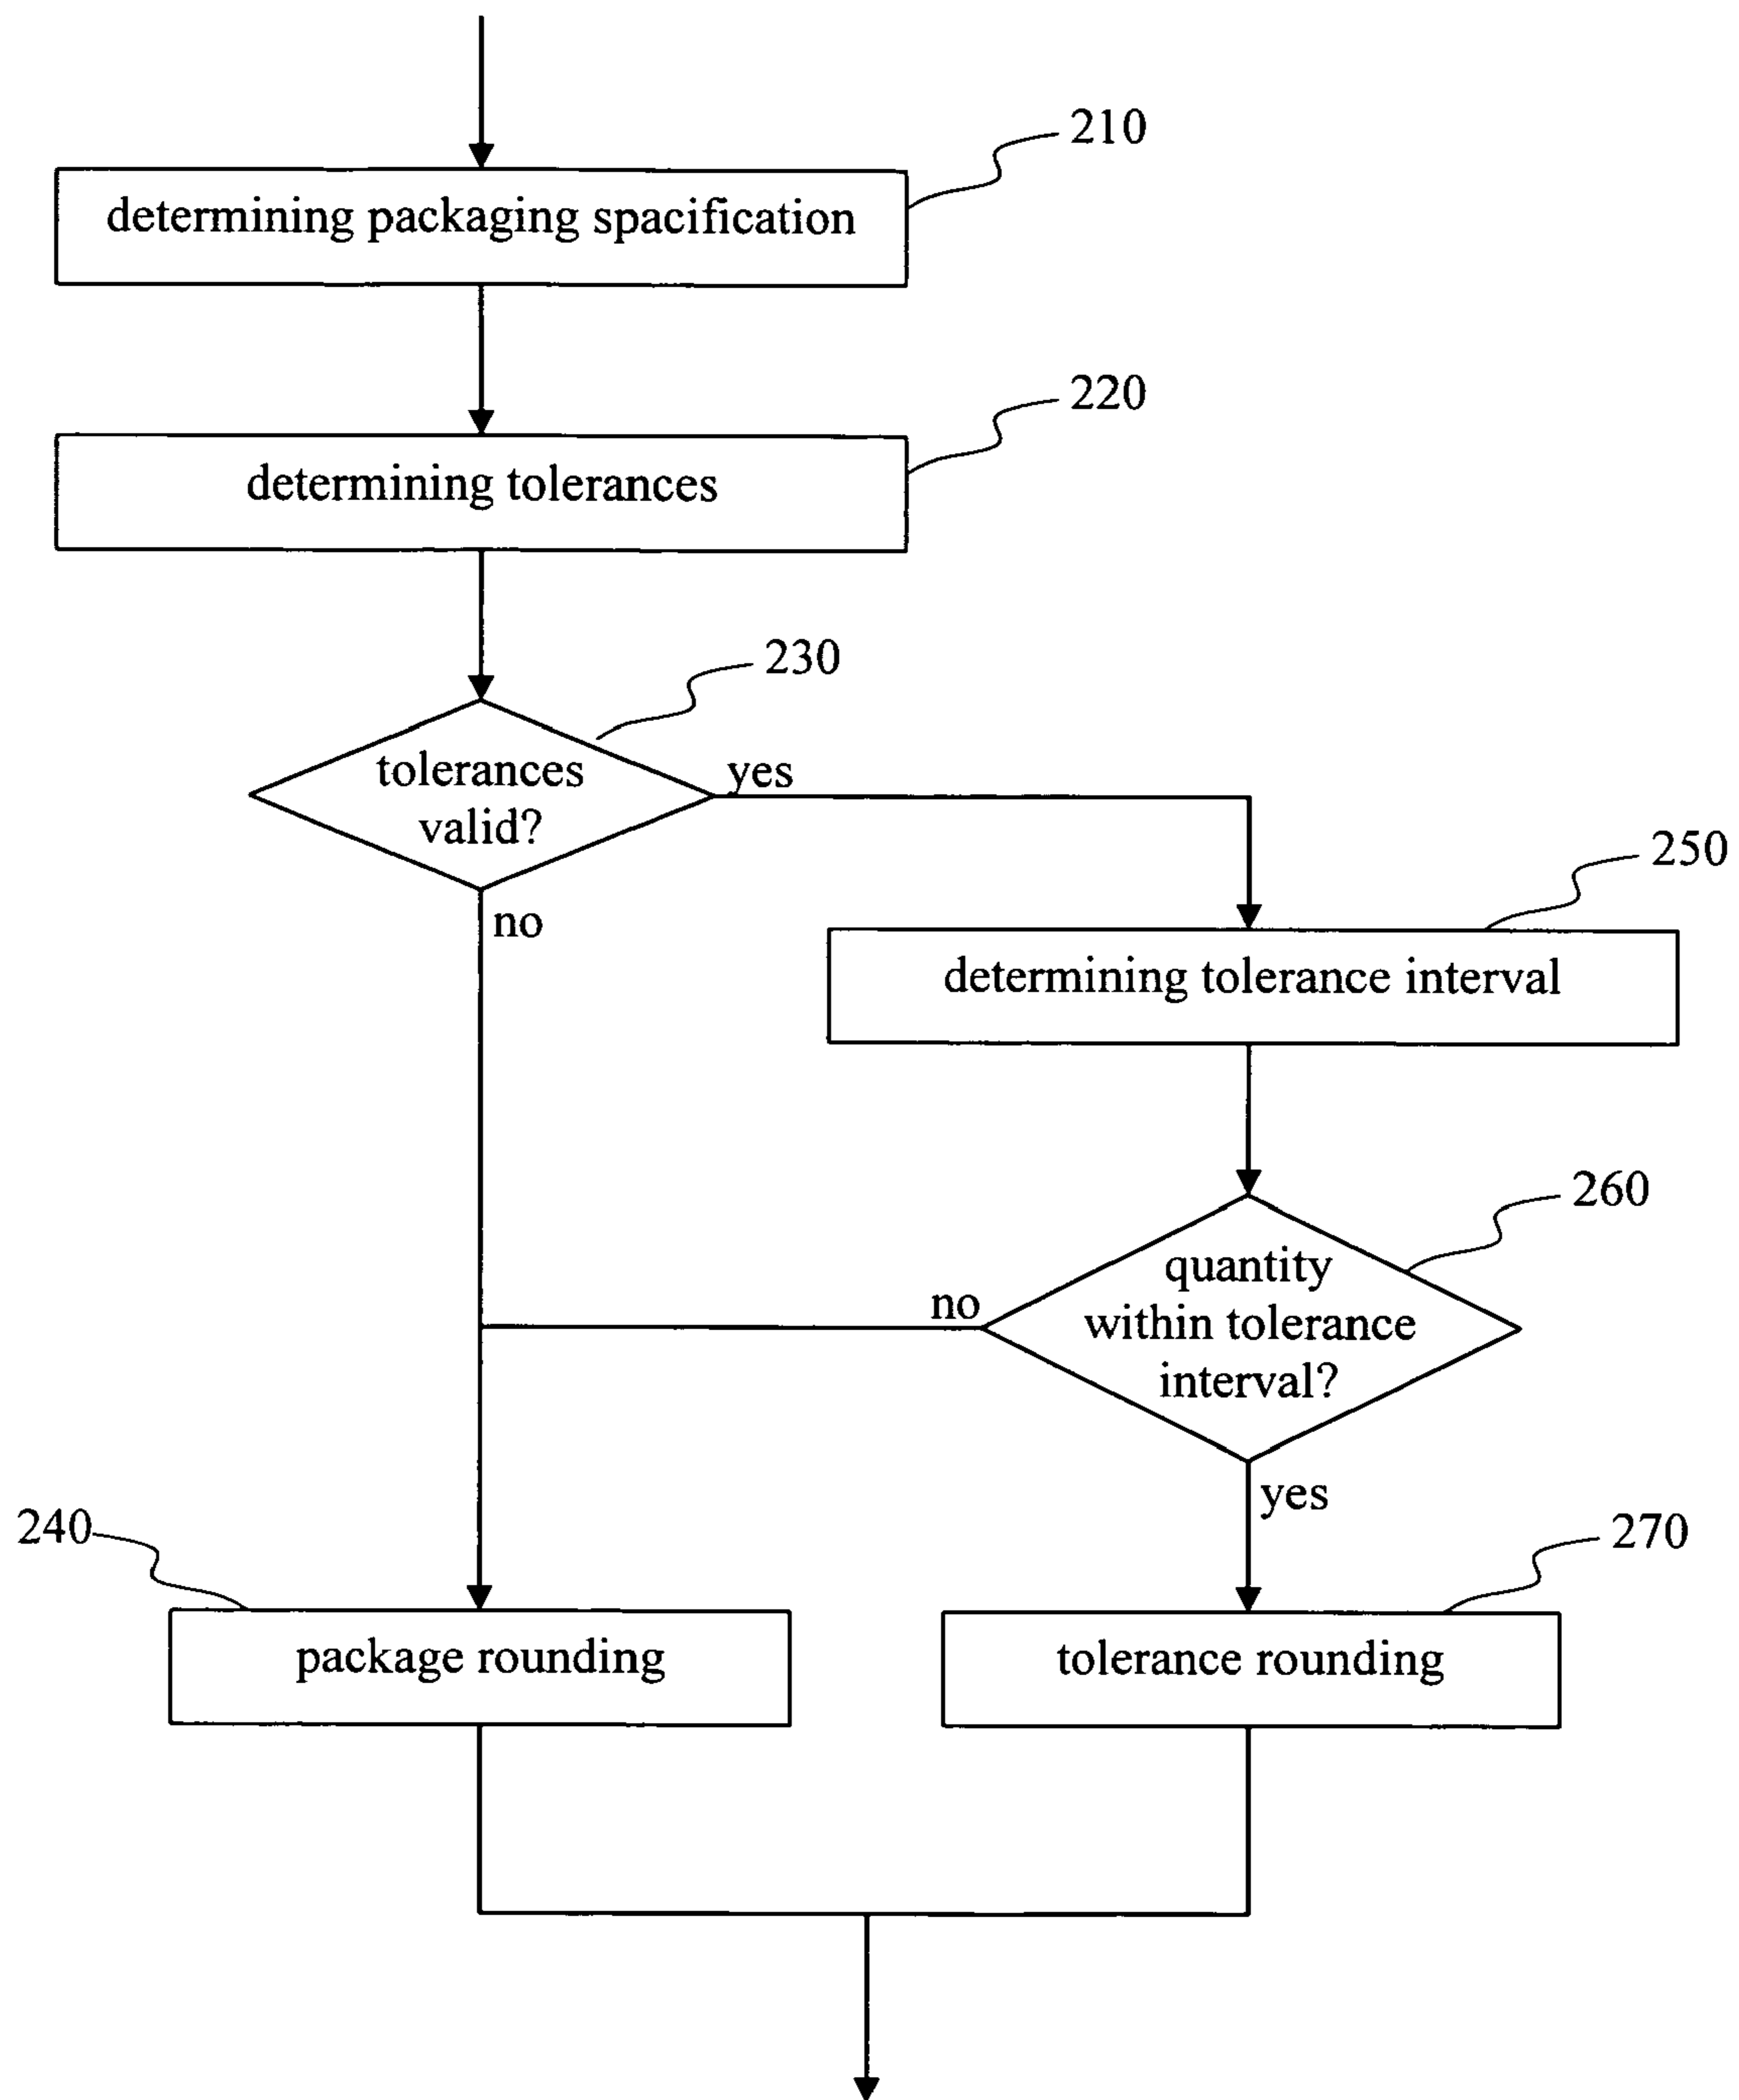 210
determining packaging spacification
220
determining tolerances
230
tolerances
valid?
yes
no
250
determining tolerance interval
260
quantity
within tolerance
interval?
no
yes
240
package rounding
270
tolerance rounding